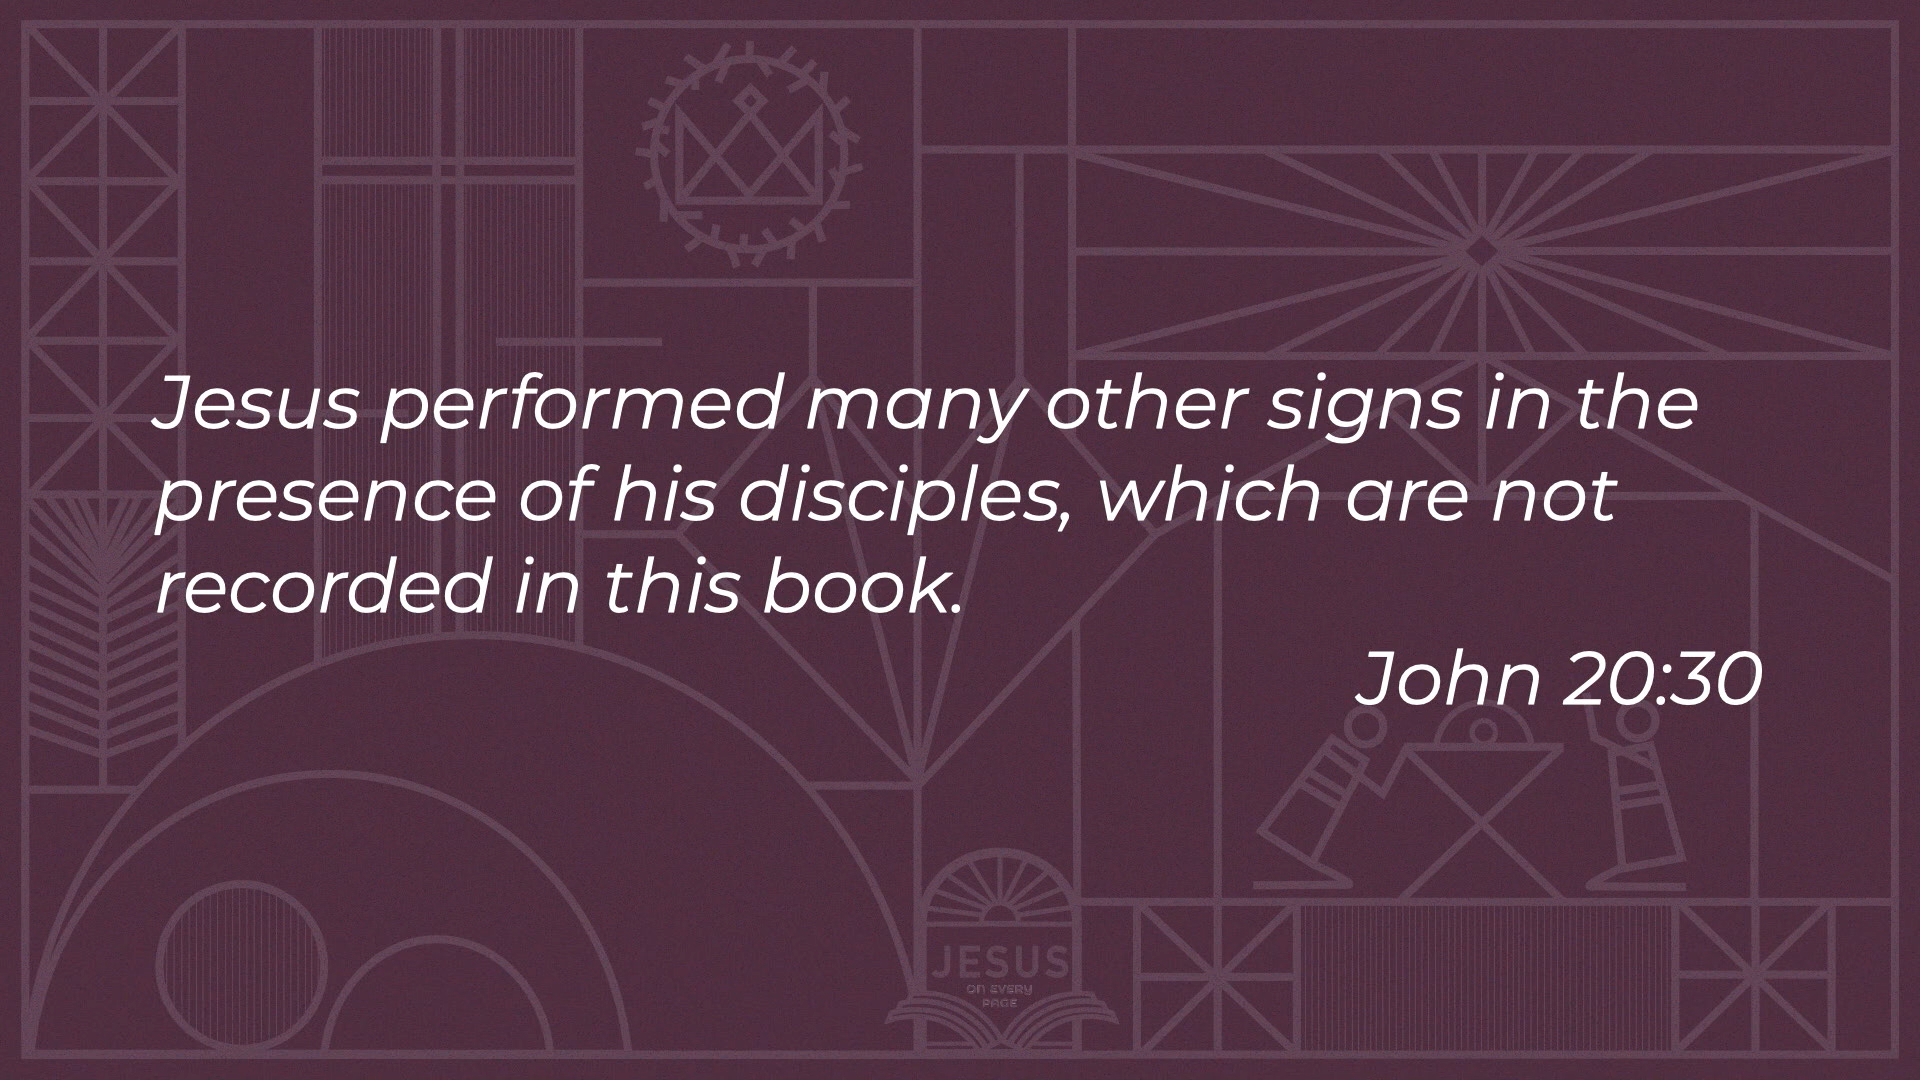 Jesus performed many other signs in the
presence of his disciples, which are not
recorded in this book.
John 20:30
JESUS
ON EVERY
PAGE